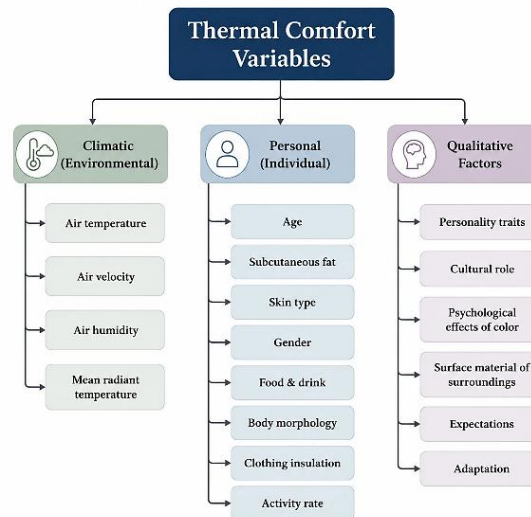 Thermal Comfort
Variables
Climatic
(Environmental)
Air temperature
Air velocity
Air humidity
Mean radiant
temperature
Personal
(Individual)
Age
Subcutaneous fat
Skin type
Gender
Food & drink
Body morphology
Clothing insulation
Activity rate
Qualitative
Factors
Personality traits
Cultural role
Psychological
effects of color
Surface material of
surroundings
Expectations
Adaptation